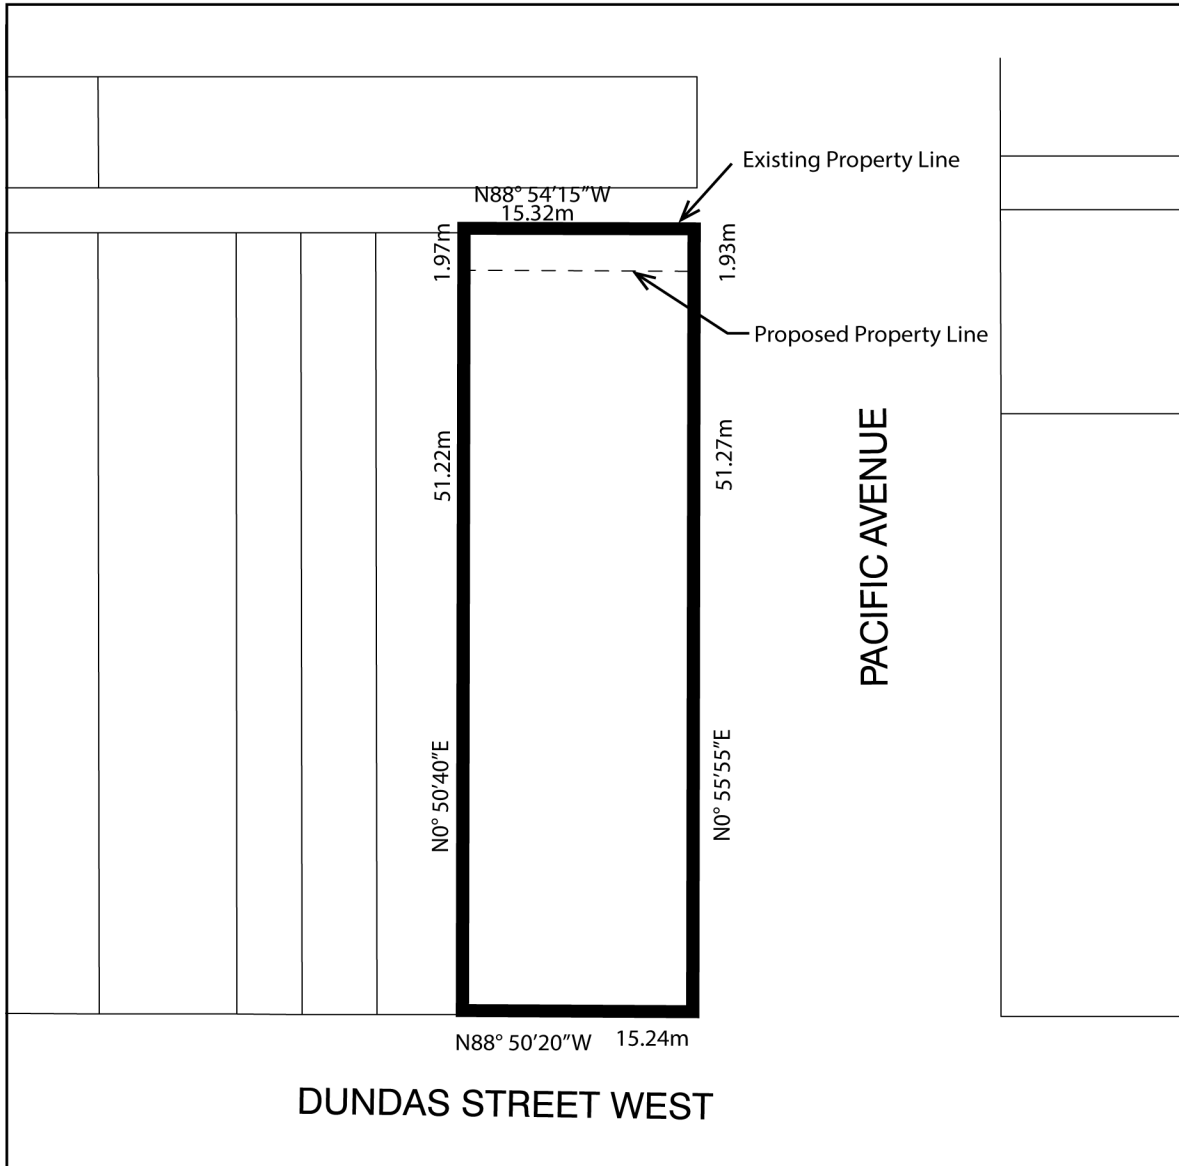 Existing Property Line
N88° 54’15”W
15.32m
1.97m
1.93m
Proposed Property Line
51.22m
51.27m
PACIFIC AVENUE
N0° 50’40”E
N0° 55’55”E
N88° 50’20”W
15.24m
DUNDAS STREET WEST